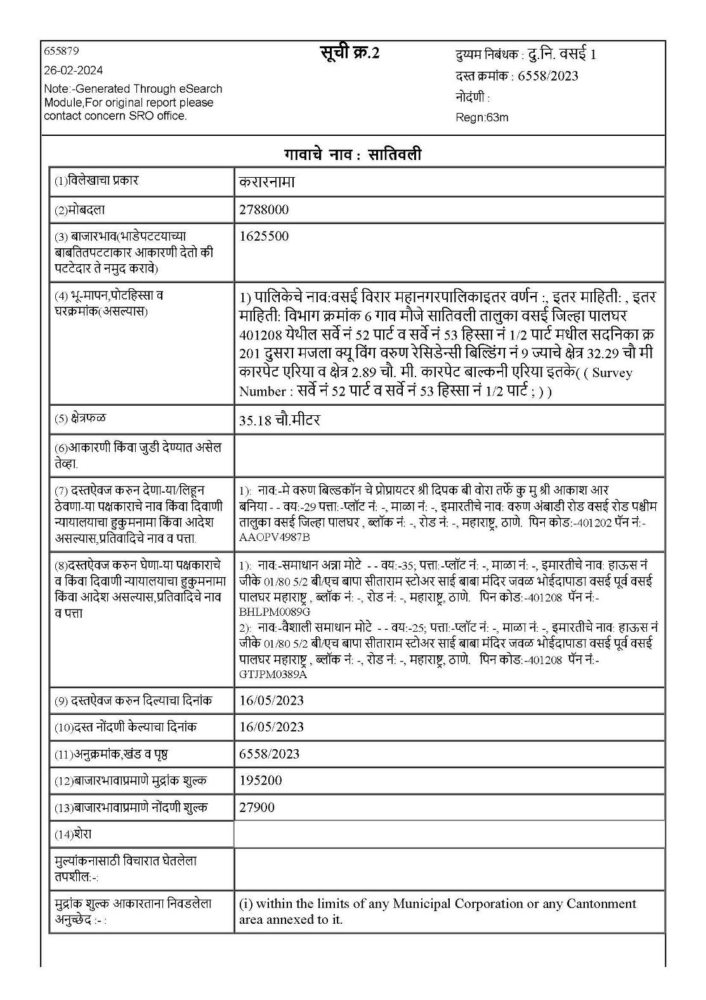 655879
26-02-2024
Note:-Generated Through eSearch
Module,For original report please
contact concern SRO office.
सूची क्र.2
दुय्यम निबंधक : दु.नि. वसई 1
दस्त क्रमांक : 6558/2023
नोदंणी :
Regn:63m
गावाचे नाव : सातिवली
(1)विलेखाचा प्रकार
करारनामा
(2)मोबदला
2788000
(3) बाजारभाव(भाडेपटटयाच्या
बाबतितपटटाकार आकारणी देतो की
पटटेदार ते नमुद करावे)
1625500
(4) भू-मापन,पोटहिस्सा व
घरक्रमांक(असल्यास)
1) पालिकेचे नाव:वसई विरार महानगरपालिकाइतर वर्णन :, इतर माहिती: , इतर
माहिती: विभाग क्रमांक 6 गाव मौजे सातिवली तालुका वसई जिल्हा पालघर
401208 येथील सर्वे नं 52 पार्ट व सर्वे नं 53 हिस्सा नं 1/2 पार्ट मधील सदनिका क्र
201 दुसरा मजला क्यू विंग वरुण रेसिडेन्सी बिल्डिंग नं 9 ज्याचे क्षेत्र 32.29 चौ मी
कारपेट एरिया व क्षेत्र 2.89 चौ. मी. कारपेट बाल्कनी एरिया इतके( ( Survey
Number : सर्वे नं 52 पार्ट व सर्वे नं 53 हिस्सा नं 1/2 पार्ट ; ) )
(5) क्षेत्रफळ
35.18 चौ.मीटर
(6)आकारणी किंवा जुडी देण्यात असेल
तेव्हा.
(7) दस्तऐवज करुन देणा-या/लिहून
ठेवणा-या पक्षकाराचे नाव किंवा दिवाणी
न्यायालयाचा हुकुमनामा किंवा आदेश
असल्यास,प्रतिवादिचे नाव व पत्ता.
1): नाव:-मे वरुण बिल्डकॉन चे प्रोप्रायटर श्री दिपक बी वोरा तर्फे कु मु श्री आकाश आर
बनिया - - वय:-29 पत्ता:-प्लॉट नं: -, माळा नं: -, इमारतीचे नाव: वरुण अंबाडी रोड वसई रोड पश्चीम
तालुका वसई जिल्हा पालघर , ब्लॉक नं: -, रोड नं: -, महाराष्ट्र, ठाणे. पिन कोड:-401202 पॅन नं:-
AAOPV4987B
(8)दस्तऐवज करुन घेणा-या पक्षकाराचे
व किंवा दिवाणी न्यायालयाचा हुकुमनामा
किंवा आदेश असल्यास,प्रतिवादिचे नाव
व पत्ता
1): नाव:-समाधान अन्ना मोटे - - वय:-35; पत्ता:-प्लॉट नं: -, माळा नं: -, इमारतीचे नाव: हाऊस नं
जीके 01/80 5/2 बी/एच बापा सीताराम स्टोअर साई बाबा मंदिर जवळ भोईदापाडा वसई पूर्व वसई
पालघर महाराष्ट्र , ब्लॉक नं: -, रोड नं: -, महाराष्ट्र, ठाणे. पिन कोड:-401208 पॅन नं:-
BHLPM0089G
2): नाव:-वैशाली समाधान मोटे - - वय:-25; पत्ता:-प्लॉट नं: -, माळा नं: -, इमारतीचे नाव: हाऊस नं
जीके 01/80 5/2 बी/एच बापा सीताराम स्टोअर साई बाबा मंदिर जवळ भोईदापाडा वसई पूर्व वसई
पालघर महाराष्ट्र , ब्लॉक नं: -, रोड नं: -, महाराष्ट्र, ठाणे. पिन कोड:-401208 पॅन नं:-
GTJPM0389A
(9) दस्तऐवज करुन दिल्याचा दिनांक
16/05/2023
(10)दस्त नोंदणी केल्याचा दिनांक
16/05/2023
(11)अनुक्रमांक,खंड व पृष्ठ
6558/2023
(12)बाजारभावाप्रमाणे मुद्रांक शुल्क
195200
(13)बाजारभावाप्रमाणे नोंदणी शुल्क
27900
(14)शेरा
मुल्यांकनासाठी विचारात घेतलेला
तपशील:-:
मुद्रांक शुल्क आकारताना निवडलेला
अनुच्छेद :- :
(i) within the limits of any Municipal Corporation or any Cantonment
area annexed to it.